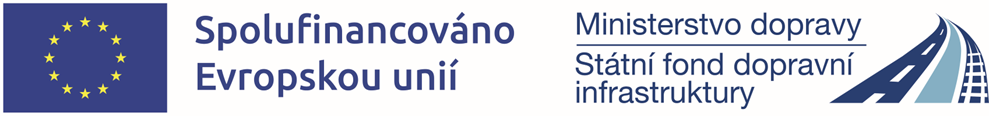 Spolufinancováno
Evropskou unií
Ministerstvo dopravy
Státní fond dopravní
infrastruktury